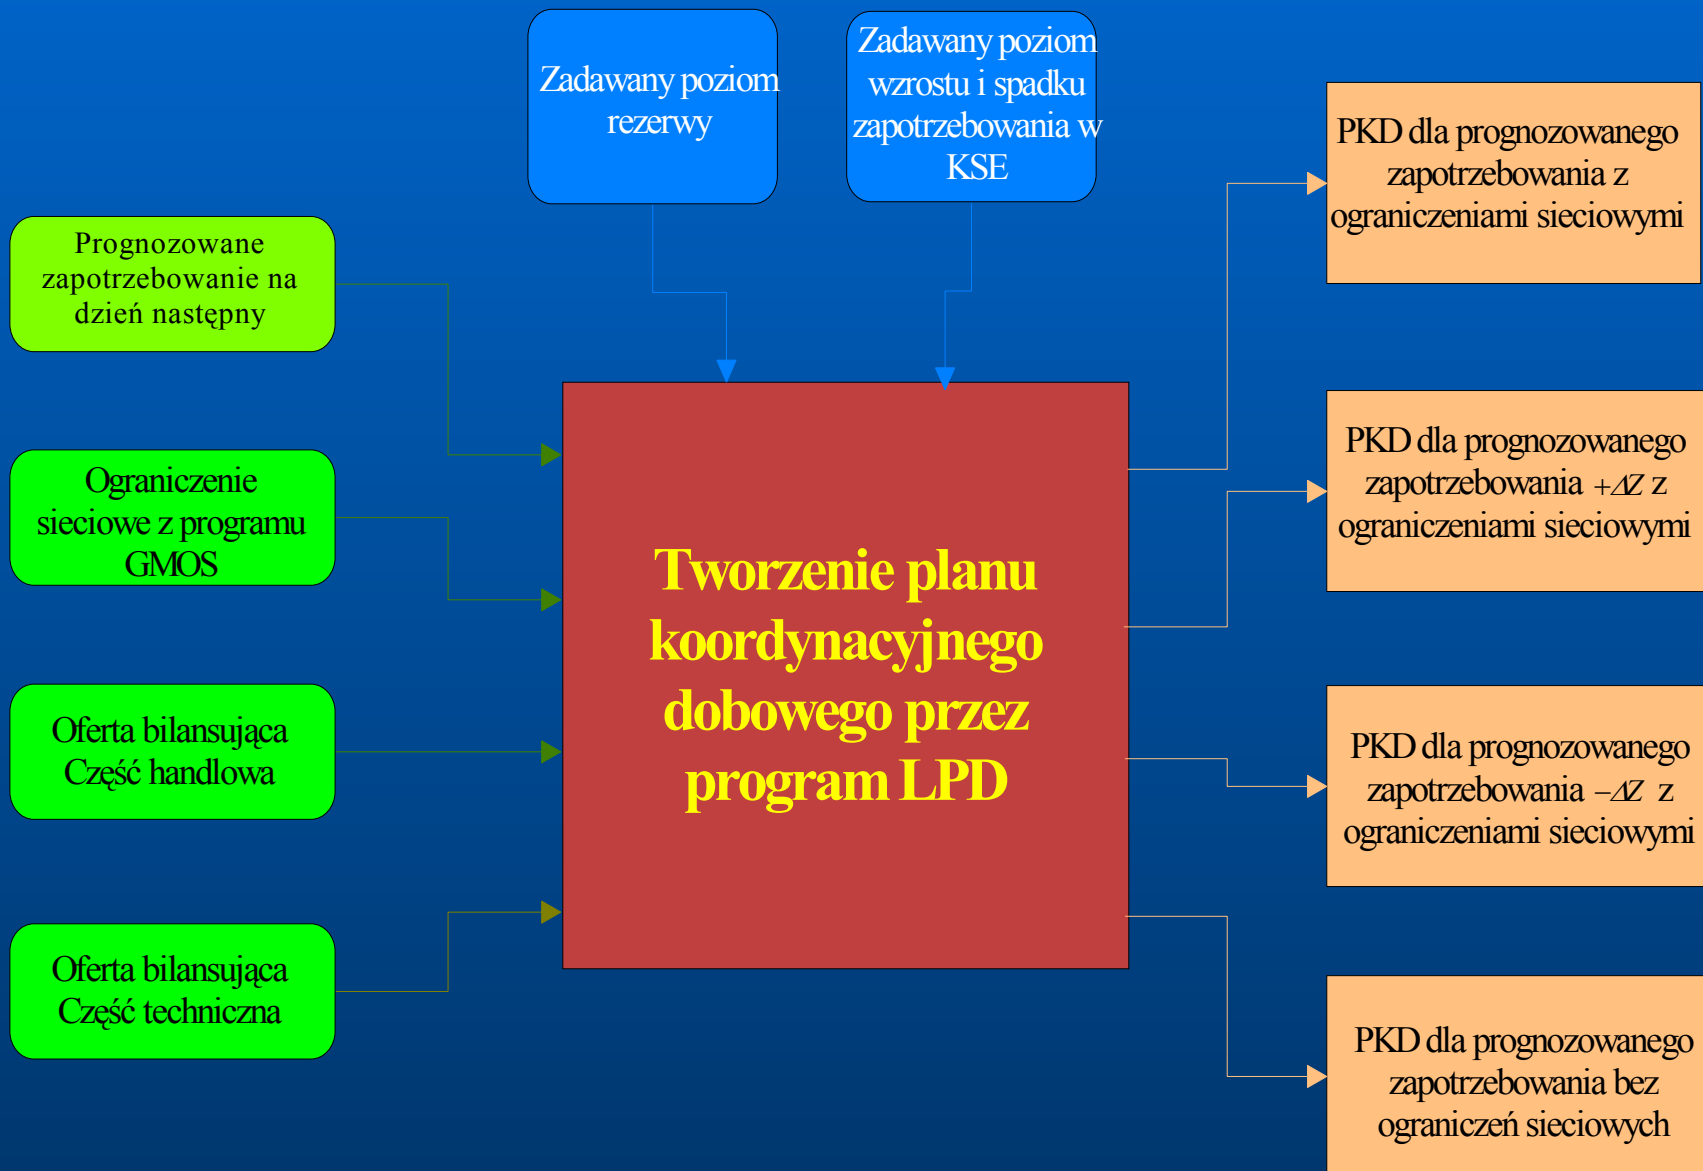 Zadawany poziom
rezerwy
Zadawany poziom
wzrostu i spadku
zapotrzebowania w
KSE
Prognozowane
zapotrzebowanie na
dzień następny
Ograniczenie
sieciowe z programu
GMOS
Oferta bilansująca
Część handlowa
Oferta bilansująca
Część techniczna
Tworzenie planu
koordynacyjnego
dobowego przez
program LPD
PKD dla prognozowanego
zapotrzebowania z
ograniczeniami sieciowymi
PKD dla prognozowanego
zapotrzebowania +ΔZ z
ograniczeniami sieciowymi
PKD dla prognozowanego
zapotrzebowania –ΔZ z
ograniczeniami sieciowymi
PKD dla prognozowanego
zapotrzebowania bez
ograniczeń sieciowych